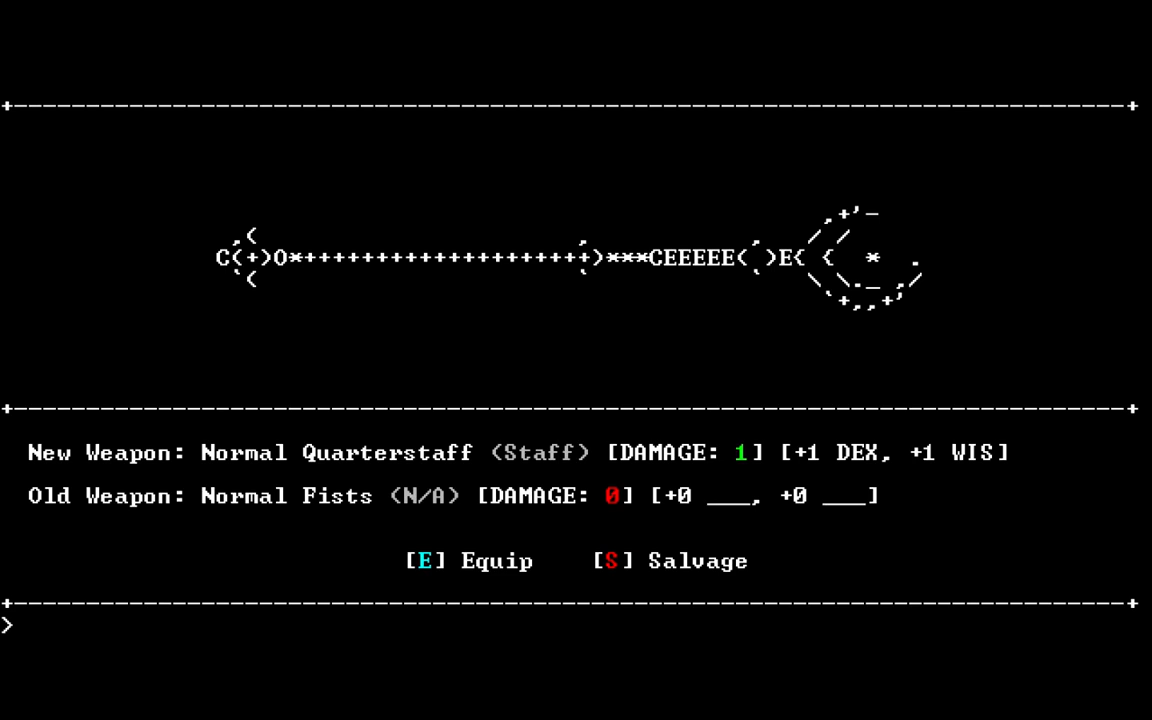 +------------------------------------------------------------------------------+
,+'_
,( , , / /
C(+)O*++++++++++++++++++++)***CEEEEE( )E{ { * .
`( ` ` \ \._ ,/
`+,,+'
+------------------------------------------------------------------------------+
New Weapon: Normal Quarterstaff (Staff) [DAMAGE: 1] [+1 DEX, +1 WIS]
Old Weapon: Normal Fists (N/A) [DAMAGE: 0] [+0 ___, +0 ___]
[E] Equip [S] Salvage
+------------------------------------------------------------------------------+
>